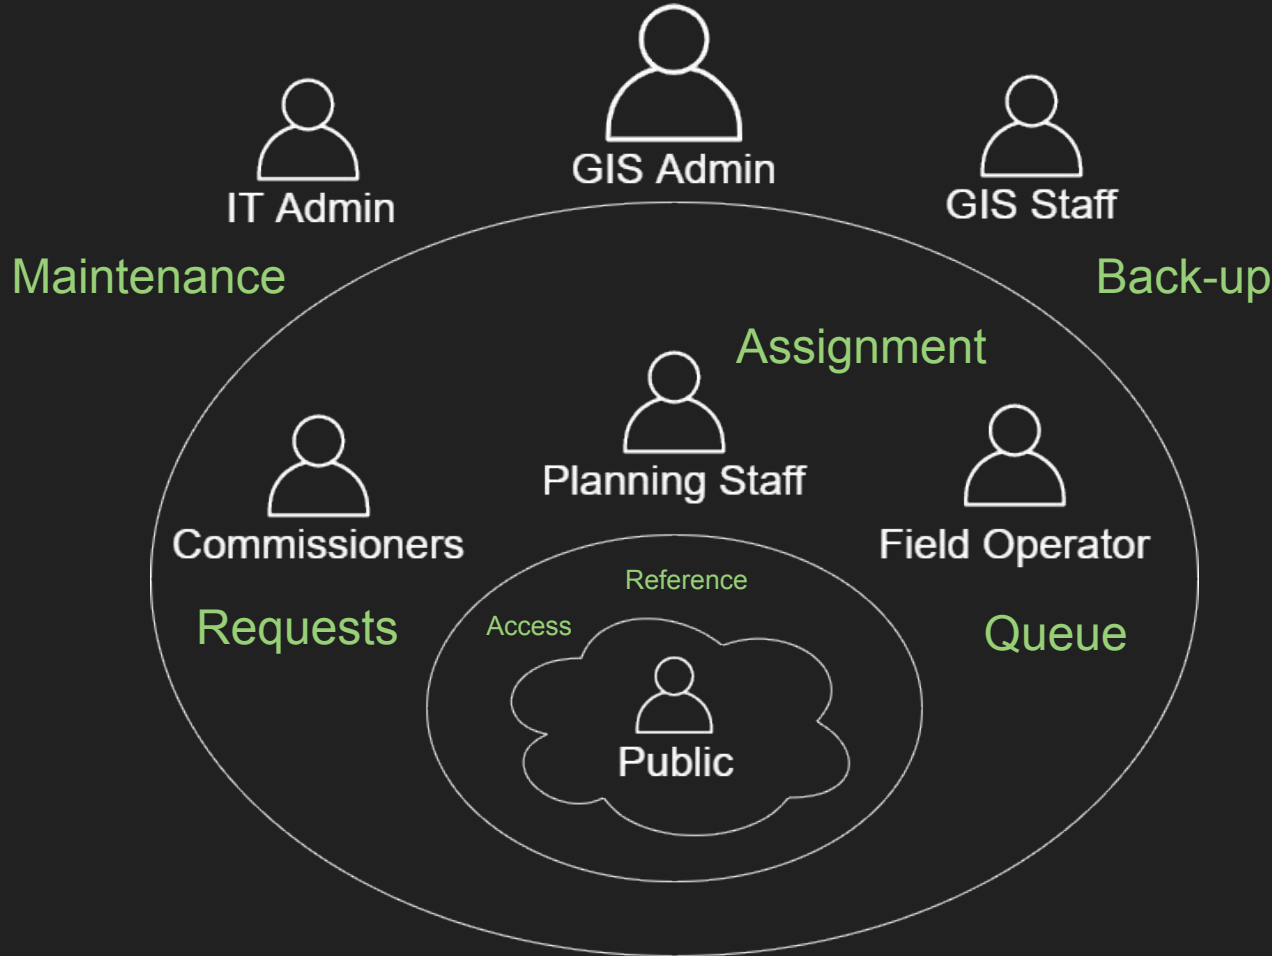 GIS Admin
IT Admin
GIS Staff
Maintenance
Back-up
Assignment
Planning Staff
Commissioners
Field Operator
Reference
Access
Requests
Queue
Public